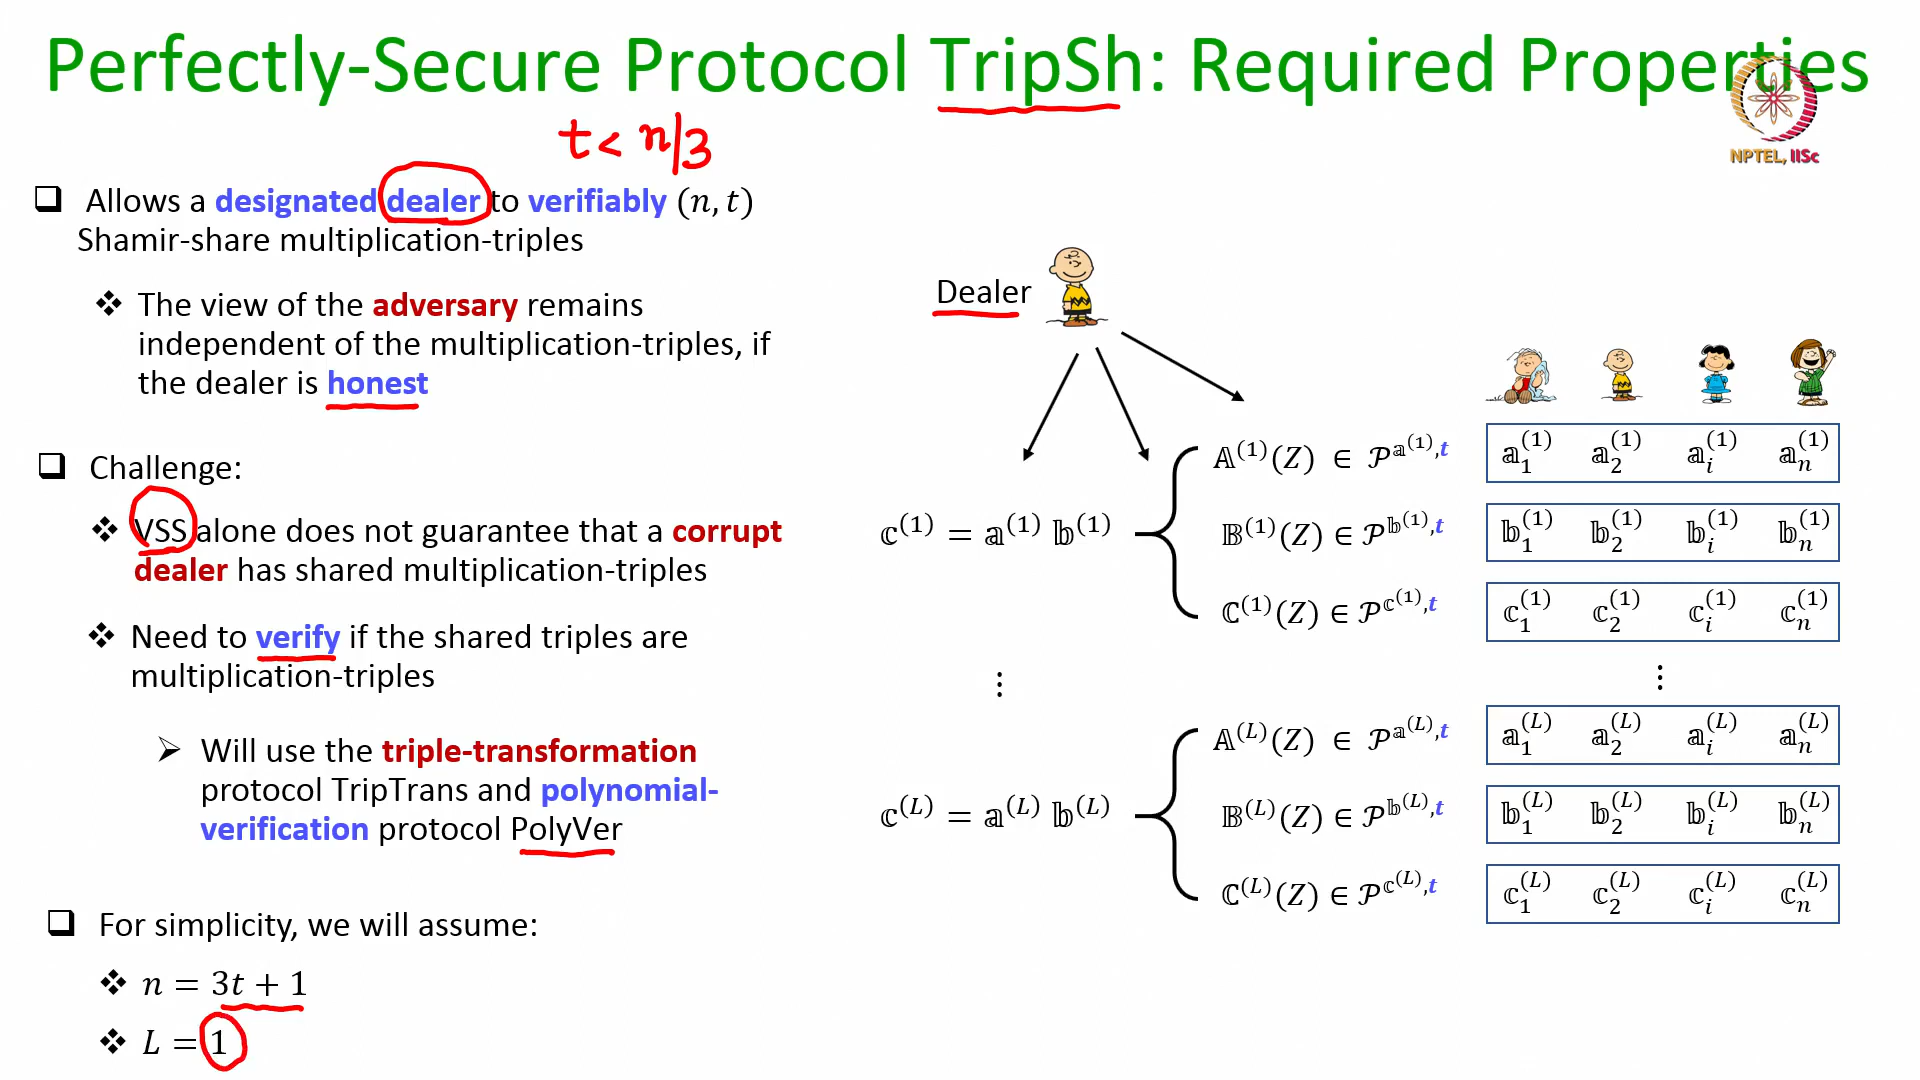 Perfectly-Secure Protocol TripSh: Required Properties
NPTEL, IISc
t < n/3
❑ Allows a designated dealer to verifiably (𝑛, 𝑡)
Shamir-share multiplication-triples
❖ The view of the adversary remains
independent of the multiplication-triples, if
the dealer is honest
❑ Challenge:
❖ VSS alone does not guarantee that a corrupt
dealer has shared multiplication-triples
❖ Need to verify if the shared triples are
multiplication-triples
➢ Will use the triple-transformation
protocol TripTrans and polynomial-
verification protocol PolyVer
❑ For simplicity, we will assume:
❖ 𝑛 = 3𝑡 + 1
❖ 𝐿 = 1
Dealer
𝕔⁽¹⁾ = 𝕒⁽¹⁾ 𝕓⁽¹⁾
𝔸⁽¹⁾(𝑍) ∈ 𝒫^{𝕒⁽¹⁾,𝑡}
𝕒₁⁽¹⁾ 𝕒₂⁽¹⁾ 𝕒ᵢ⁽¹⁾ 𝕒ₙ⁽¹⁾
𝔹⁽¹⁾(𝑍) ∈ 𝒫^{𝕓⁽¹⁾,𝑡}
𝕓₁⁽¹⁾ 𝕓₂⁽¹⁾ 𝕓ᵢ⁽¹⁾ 𝕓ₙ⁽¹⁾
ℂ⁽¹⁾(𝑍) ∈ 𝒫^{𝕔⁽¹⁾,𝑡}
𝕔₁⁽¹⁾ 𝕔₂⁽¹⁾ 𝕔ᵢ⁽¹⁾ 𝕔ₙ⁽¹⁾
⋮ ⋮
𝕔^{(𝐿)} = 𝕒^{(𝐿)} 𝕓^{(𝐿)}
𝔸^{(𝐿)}(𝑍) ∈ 𝒫^{𝕒^{(𝐿)},𝑡}
𝕒₁^{(𝐿)} 𝕒₂^{(𝐿)} 𝕒ᵢ^{(𝐿)} 𝕒ₙ^{(𝐿)}
𝔹^{(𝐿)}(𝑍) ∈ 𝒫^{𝕓^{(𝐿)},𝑡}
𝕓₁^{(𝐿)} 𝕓₂^{(𝐿)} 𝕓ᵢ^{(𝐿)} 𝕓ₙ^{(𝐿)}
ℂ^{(𝐿)}(𝑍) ∈ 𝒫^{𝕔^{(𝐿)},𝑡}
𝕔₁^{(𝐿)} 𝕔₂^{(𝐿)} 𝕔ᵢ^{(𝐿)} 𝕔ₙ^{(𝐿)}